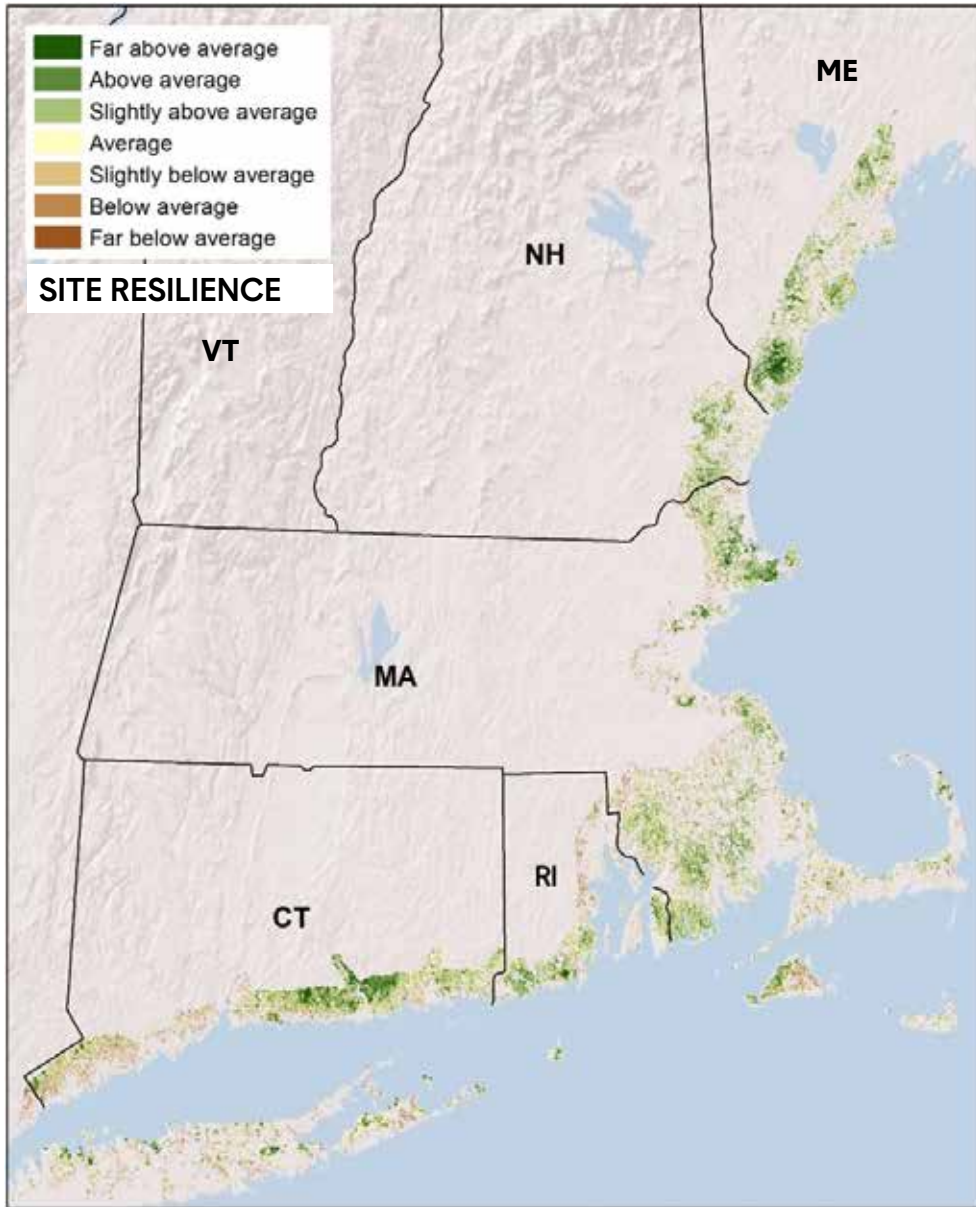 Far above average
Above average
Slightly above average
Average
Slightly below average
Below average
Far below average
SITE RESILIENCE
ME
NH
VT
MA
RI
CT